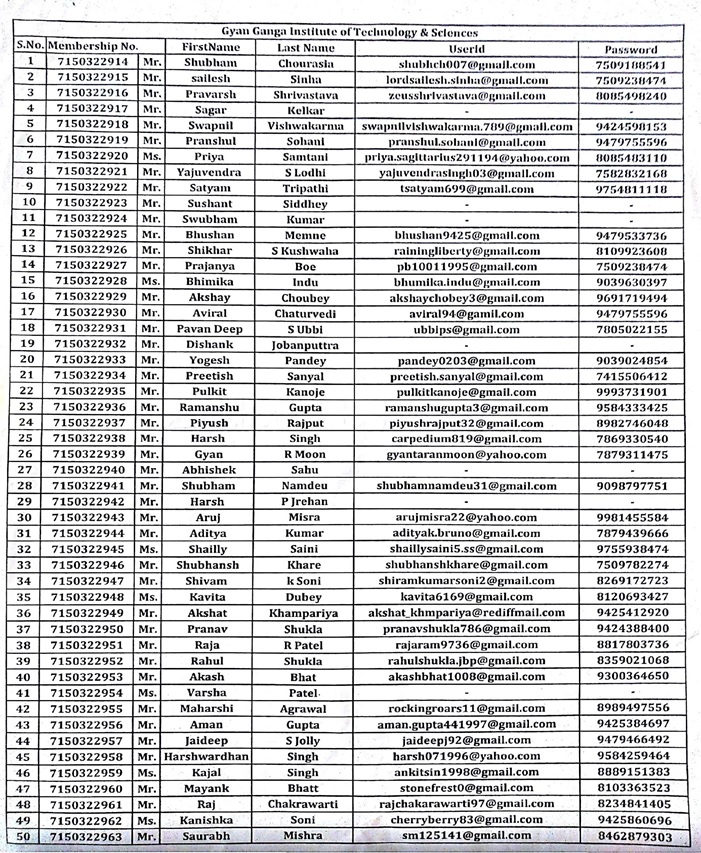 Gyan Ganga Institute of Technology & Sciences
S.No. Membership No. FirstName Last Name UserId Password
1 7150322914 Mr. Shubham Chourasia shubhch007@gmail.com 7509188541
2 7150322915 Mr. sailesh Sinha lordsailesh.sinha@gmail.com 7509238474
3 7150322916 Mr. Pravarsh Shrivastava zeusshrivastava@gmail.com 8085498240
4 7150322917 Mr. Sagar Kelkar - -
5 7150322918 Mr. Swapnil Vishwakarma swapnilvishwakarma.789@gmail.com 9424598153
6 7150322919 Mr. Pranshul Sohani pranshul.sohani@gmail.com 9479755596
7 7150322920 Ms. Priya Samtani priya.sagittarius291194@yahoo.com 8085483110
8 7150322921 Mr. Yajuvendra S Lodhi yajuvendrasingh03@gmail.com 7582832168
9 7150322922 Mr. Satyam Tripathi tsatyam699@gmail.com 9754811118
10 7150322923 Mr. Sushant Siddhey - -
11 7150322924 Mr. Swubham Kumar - -
12 7150322925 Mr. Bhushan Memne bhushan9425@gmail.com 9479533736
13 7150322926 Mr. Shikhar S Kushwaha rainingliberty@gmail.com 8109923608
14 7150322927 Mr. Prajanya Boe pb10011995@gmail.com 7509238474
15 7150322928 Ms. Bhimika Indu bhumika.indu@gmail.com 9039630397
16 7150322929 Mr. Akshay Choubey akshaychobey3@gmail.com 9691719494
17 7150322930 Mr. Aviral Chaturvedi aviral94@gamil.com 9479755596
18 7150322931 Mr. Pavan Deep S Ubbi ubbips@gmail.com 7805022155
19 7150322932 Mr. Dishank Jobanputtra - -
20 7150322933 Mr. Yogesh Pandey pandey0203@gmail.com 9039024854
21 7150322934 Mr. Preetish Sanyal preetish.sanyal@gmail.com 7415506412
22 7150322935 Mr. Pulkit Kanoje pulkitkanoje@gmail.com 9993731901
23 7150322936 Mr. Ramanshu Gupta ramanshugupta3@gmail.com 9584333425
24 7150322937 Mr. Piyush Rajput piyushrajput32@gmail.com 8982746048
25 7150322938 Mr. Harsh Singh carpedium819@gmail.com 7869330540
26 7150322939 Mr. Gyan R Moon gyantaranmoon@yahoo.com 7879311475
27 7150322940 Mr. Abhishek Sahu - -
28 7150322941 Mr. Shubham Namdeu shubhamnamdeu31@gmail.com 9098797751
29 7150322942 Mr. Harsh P Jrehan - -
30 7150322943 Mr. Aruj Misra arujmisra22@yahoo.com 9981455584
31 7150322944 Mr. Aditya Kumar adityak.bruno@gmail.com 7879439666
32 7150322945 Ms. Shailly Saini shaillysaini5.ss@gmail.com 9755938474
33 7150322946 Mr. Shubhansh Khare shubhanshkhare@gmail.com 7509782274
34 7150322947 Mr. Shivam k Soni shiramkumarsoni2@gmail.com 8269172723
35 7150322948 Ms. Kavita Dubey kavita6169@gmail.com 8120693427
36 7150322949 Mr. Akshat Khampariya akshat_khmpariya@rediffmail.com 9425412920
37 7150322950 Mr. Pranav Shukla pranavshukla786@gmail.com 9424388400
38 7150322951 Mr. Raja R Patel rajaram9736@gmail.com 8817803736
39 7150322952 Mr. Rahul Shukla rahulshukla.jbp@gmail.com 8359021068
40 7150322953 Mr. Akash Bhat akashbhat1008@gmail.com 9300364650
41 7150322954 Ms. Varsha Patel - -
42 7150322955 Mr. Maharshi Agrawal rockingroars11@gmail.com 8989497556
43 7150322956 Mr. Aman Gupta aman.gupta441997@gmail.com 9425384697
44 7150322957 Mr. Jaideep S Jolly jaideepj92@gmail.com 9479466492
45 7150322958 Mr. Harshwardhan Singh harsh071996@yahoo.com 9584259464
46 7150322959 Ms. Kajal Singh ankitsin1998@gmail.com 8889151383
47 7150322960 Mr. Mayank Bhatt stonefrest0@gmail.com 8103363523
48 7150322961 Mr. Raj Chakrawarti rajchakarawarti97@gmail.com 8234841405
49 7150322962 Ms. Kanishka Soni cherryberry83@gmail.com 9425860696
50 7150322963 Mr. Saurabh Mishra sm125141@gmail.com 8462879303